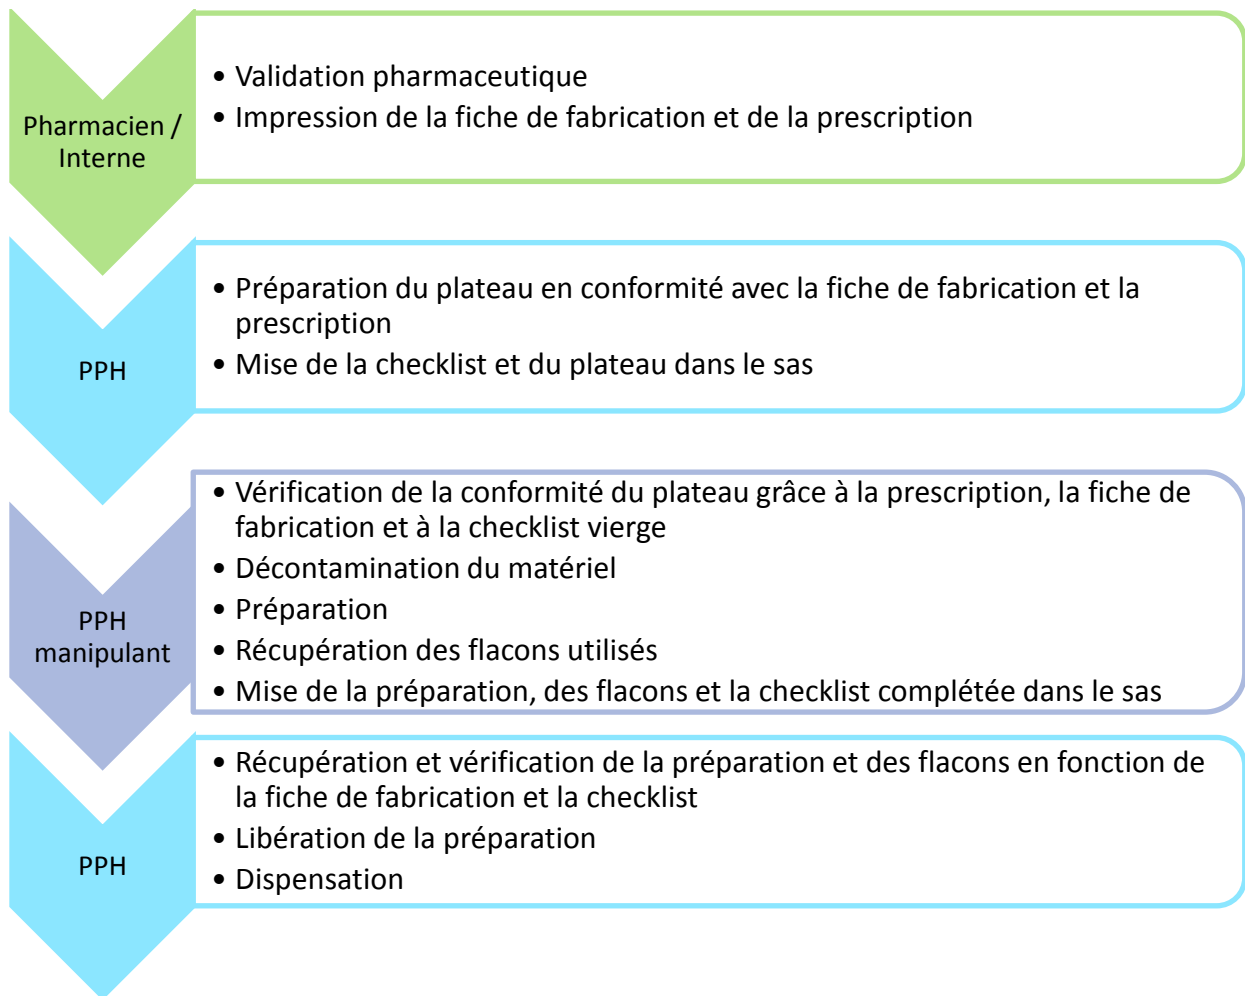 Pharmacien /
Interne
• Validation pharmaceutique
• Impression de la fiche de fabrication et de la prescription
PPH
• Préparation du plateau en conformité avec la fiche de fabrication et la
prescription
• Mise de la checklist et du plateau dans le sas
PPH
manipulant
• Vérification de la conformité du plateau grâce à la prescription, la fiche de
fabrication et à la checklist vierge
• Décontamination du matériel
• Préparation
• Récupération des flacons utilisés
• Mise de la préparation, des flacons et la checklist complétée dans le sas
PPH
• Récupération et vérification de la préparation et des flacons en fonction de
la fiche de fabrication et la checklist
• Libération de la préparation
• Dispensation